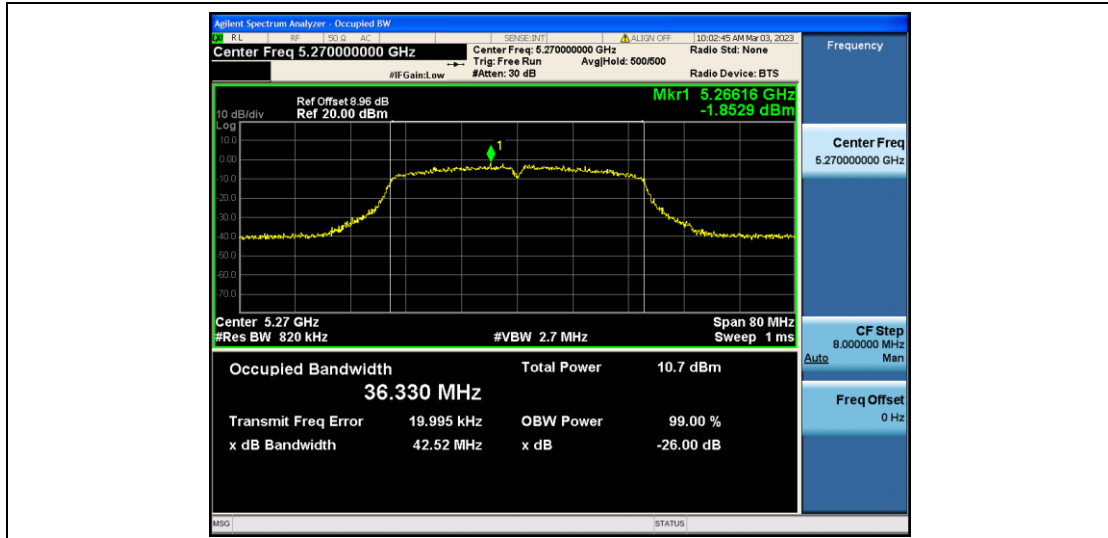 Agilent Spectrum Analyzer - Occupied BW
RL RF 50 Ω AC SENSE:INT ALIGN OFF 10:02:45 AM Mar 03, 2023
Center Freq 5.270000000 GHz
Center Freq: 5.270000000 GHz
Radio Std: None
Trig: Free Run Avg|Hold: 500/500
#IFGain:Low #Atten: 30 dB Radio Device: BTS
Frequency
Ref Offset 8.96 dB
10 dB/div Ref 20.00 dBm
Mkr1 5.26616 GHz
-1.8529 dBm
Log
10.0
0.00
-10.0
-20.0
-30.0
-40.0
-50.0
-60.0
-70.0
1
Center 5.27 GHz Span 80 MHz
#Res BW 820 kHz #VBW 2.7 MHz Sweep 1 ms
Occupied Bandwidth Total Power 10.7 dBm
36.330 MHz
Transmit Freq Error 19.995 kHz OBW Power 99.00 %
x dB Bandwidth 42.52 MHz x dB -26.00 dB
Center Freq
5.270000000 GHz
CF Step
8.000000 MHz
Auto Man
Freq Offset
0 Hz
MSG STATUS